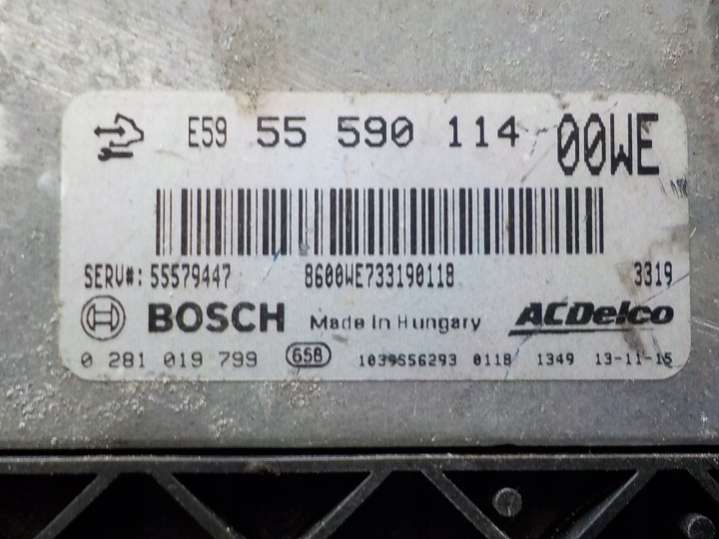 E59 55 590 114 00WE
SERV#: 55579447 8600WE733190118 3319
BOSCH Made in Hungary ACDelco
0 281 019 799 658 1039S56293 0118 1349 13-11-15